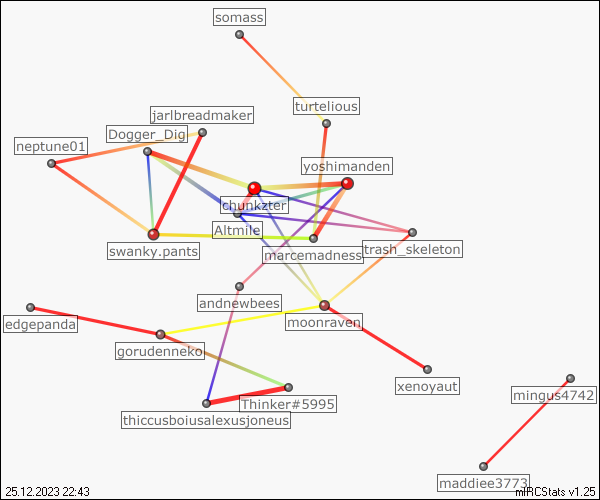 somass
turtelious
jarlbreadmaker
Dogger_Dig
neptune01
yoshimanden
chunkzter
Altmile
swanky.pants
marcemadness
trash_skeleton
andnewbees
moonraven
edgepanda
gorudenneko
xenoyaut
mingus4742
Thinker#5995
thiccusboiusalexusjoneus
maddiee3773
25.12.2023 22:43
mIRCStats v1.25